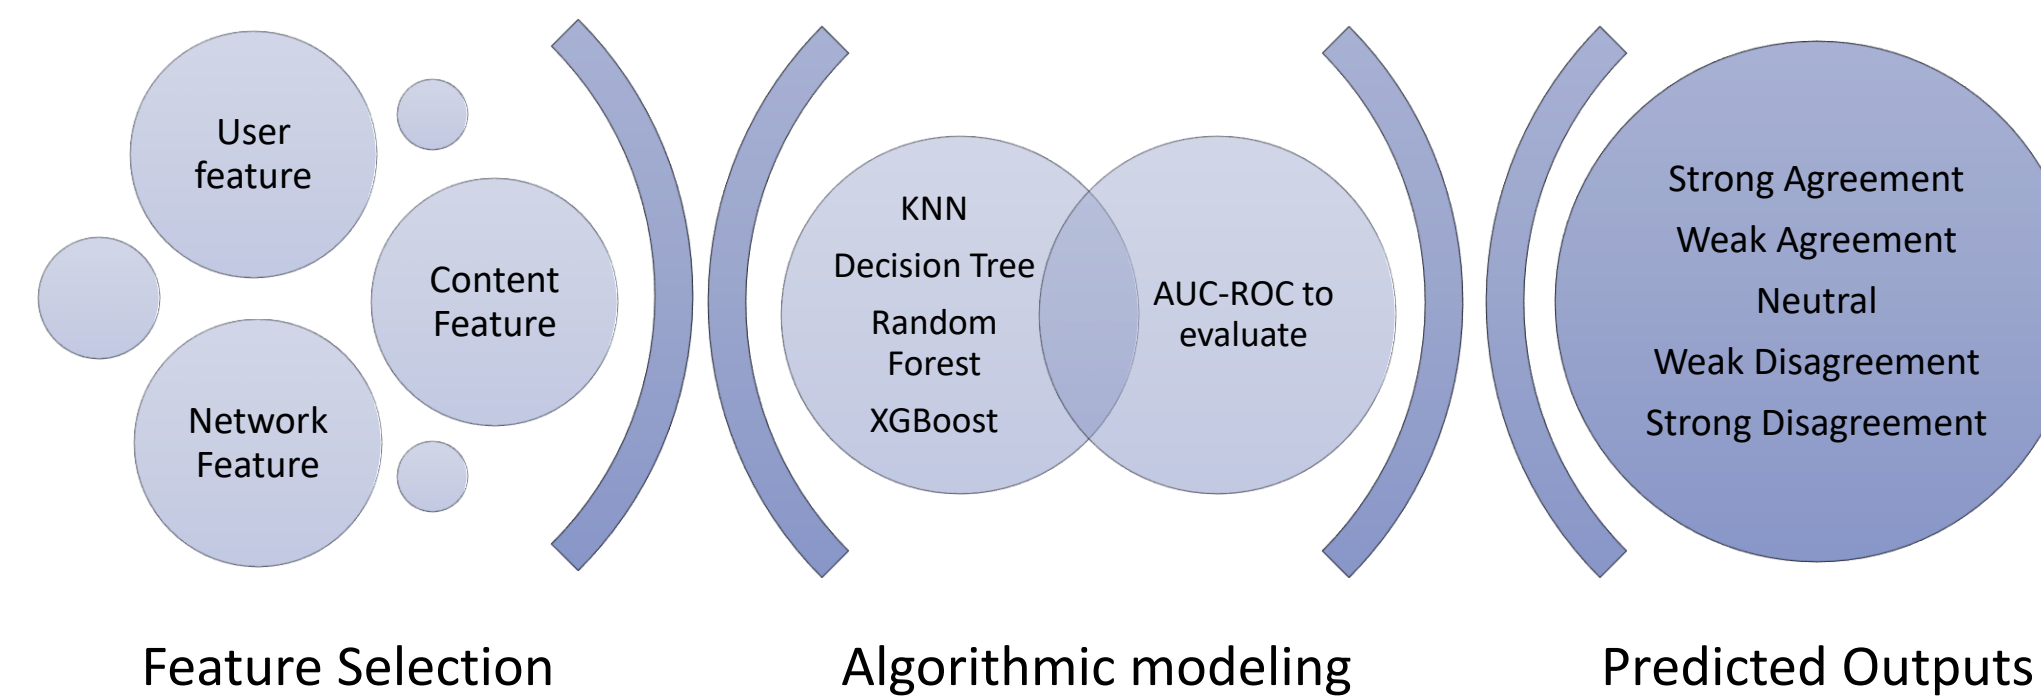 User
feature
Content
Feature
Network
Feature
Feature Selection
KNN
Decision Tree
Random
Forest
XGBoost
AUC-ROC to
evaluate
Algorithmic modeling
Strong Agreement
Weak Agreement
Neutral
Weak Disagreement
Strong Disagreement
Predicted Outputs